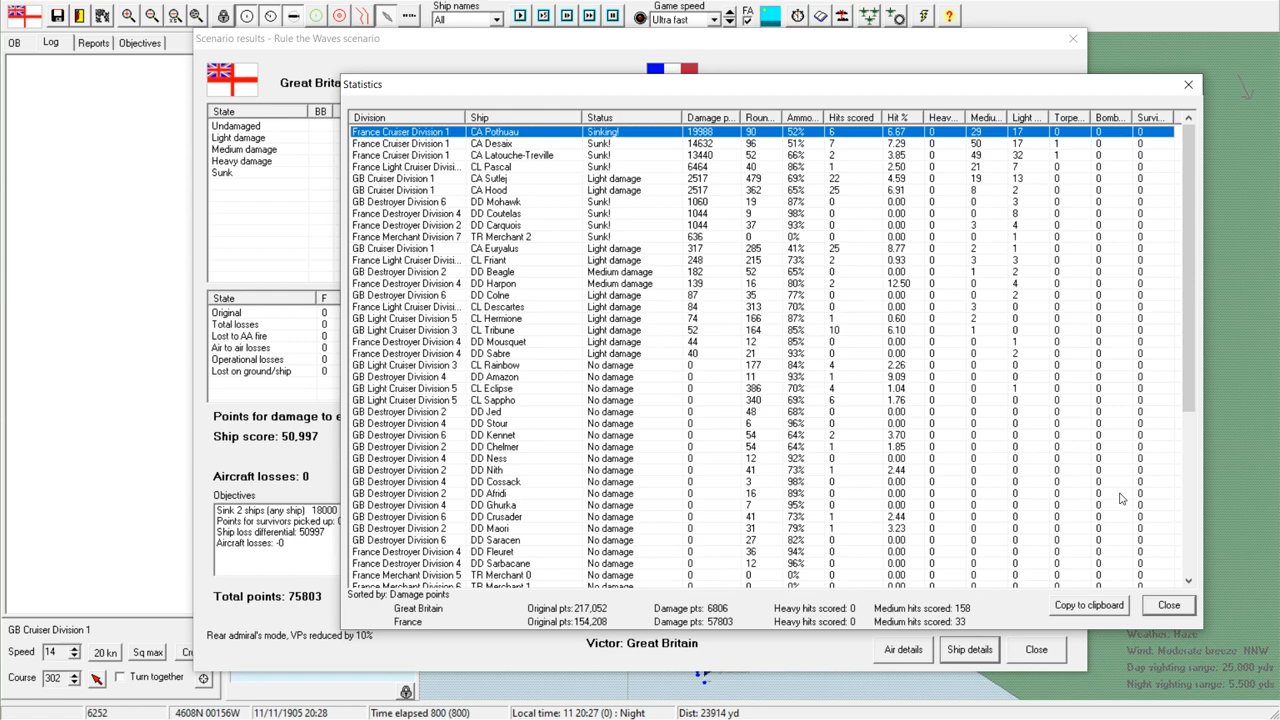 Ship names
All
Game speed
Ultra fast
FA
OB Log Reports Objectives
Scenario results - Rule the Waves scenario
Great Britain
State BB
Undamaged
Light damage
Medium damage
Heavy damage
Sunk
State F
Original 0
Total losses 0
Lost to AA fire 0
Air to air losses 0
Operational losses 0
Lost on ground/ship 0
Points for damage to e
Ship score: 50,997
Aircraft losses: 0
Objectives
Sink 2 ships (any ship) 18000
Points for survivors picked up: 0
Ship loss differential: 50997
Aircraft losses: -0
Total points: 75803
Rear admiral's mode, VPs reduced by 10%
Statistics
Division Ship Status Damage p... Roun... Ammo... Hits scored Hit % Heav... Mediu... Light ... Torpe... Bomb... Survi...
France Cruiser Division 1 CA Pothuau Sinking! 19988 90 52% 6 6.67 0 29 17 0 0 0
France Cruiser Division 1 CA Desaix Sunk! 14632 96 51% 7 7.29 0 50 17 1 0 0
France Cruiser Division 1 CA Latouche-Treville Sunk! 13440 52 66% 2 3.85 0 49 32 1 0 0
France Light Cruiser Divisi... CL Pascal Sunk! 6464 40 86% 1 2.50 0 21 7 0 0 0
GB Cruiser Division 1 CA Sutlej Light damage 2517 479 69% 22 4.59 0 19 13 0 0 0
GB Cruiser Division 1 CA Hood Light damage 2517 362 65% 25 6.91 0 8 2 0 0 0
GB Destroyer Division 6 DD Mohawk Sunk! 1060 19 87% 0 0.00 0 0 3 0 0 0
France Destroyer Division 4 DD Coutelas Sunk! 1044 9 98% 0 0.00 0 0 8 0 0 0
France Destroyer Division 2 DD Carquois Sunk! 1044 37 93% 0 0.00 0 3 4 0 0 0
France Merchant Division 7 TR Merchant 2 Sunk! 636 0 0% 0 0.00 0 0 1 0 0 0
GB Cruiser Division 1 CA Euryalus Light damage 317 285 41% 25 8.77 0 2 1 0 0 0
France Light Cruiser Divisi... CL Friant Light damage 248 215 73% 2 0.93 0 3 3 0 0 0
GB Destroyer Division 2 DD Beagle Medium damage 182 52 65% 0 0.00 0 1 2 0 0 0
France Destroyer Division 4 DD Harpon Medium damage 139 16 80% 2 12.50 0 0 4 0 0 0
GB Destroyer Division 6 DD Colne Light damage 87 35 77% 0 0.00 0 0 2 0 0 0
France Light Cruiser Divisi... CL Descartes Light damage 84 313 70% 0 0.00 0 3 0 0 0 0
GB Light Cruiser Division 5 CL Hermione Light damage 74 166 87% 1 0.60 0 2 0 0 0 0
GB Light Cruiser Division 3 CL Tribune Light damage 52 164 85% 10 6.10 0 1 0 0 0 0
France Destroyer Division 4 DD Mousquet Light damage 44 12 85% 0 0.00 0 0 1 0 0 0
France Destroyer Division 4 DD Sabre Light damage 40 21 93% 0 0.00 0 0 2 0 0 0
GB Light Cruiser Division 3 CL Rainbow No damage 0 177 84% 4 2.26 0 0 0 0 0 0
GB Destroyer Division 4 DD Amazon No damage 0 11 93% 1 9.09 0 0 0 0 0 0
GB Light Cruiser Division 5 CL Eclipse No damage 0 386 70% 4 1.04 0 0 1 0 0 0
GB Light Cruiser Division 5 CL Sappho No damage 0 340 69% 6 1.76 0 0 0 0 0 0
GB Destroyer Division 2 DD Jed No damage 0 48 68% 0 0.00 0 0 0 0 0 0
GB Destroyer Division 4 DD Stour No damage 0 6 96% 0 0.00 0 0 0 0 0 0
GB Destroyer Division 6 DD Kennet No damage 0 54 64% 2 3.70 0 0 0 0 0 0
GB Destroyer Division 2 DD Chelmer No damage 0 54 64% 1 1.85 0 0 0 0 0 0
GB Destroyer Division 4 DD Ness No damage 0 12 92% 0 0.00 0 0 0 0 0 0
GB Destroyer Division 2 DD Nith No damage 0 41 73% 1 2.44 0 0 0 0 0 0
GB Destroyer Division 4 DD Cossack No damage 0 3 98% 0 0.00 0 0 0 0 0 0
GB Destroyer Division 2 DD Afridi No damage 0 16 89% 0 0.00 0 0 0 0 0 0
GB Destroyer Division 4 DD Ghurka No damage 0 7 95% 0 0.00 0 0 0 0 0 0
GB Destroyer Division 6 DD Crusader No damage 0 41 73% 1 2.44 0 0 0 0 0 0
GB Destroyer Division 2 DD Maori No damage 0 31 79% 1 3.23 0 0 0 0 0 0
GB Destroyer Division 6 DD Saracen No damage 0 27 82% 0 0.00 0 0 0 0 0 0
France Destroyer Division 4 DD Fleuret No damage 0 36 94% 0 0.00 0 0 0 0 0 0
France Destroyer Division 4 DD Sarbacane No damage 0 12 96% 0 0.00 0 0 0 0 0 0
France Merchant Division 5 TR Merchant 0 No damage 0 0 0% 0 0.00 0 0 0 0 0 0
France Merchant Division 6 TR Merchant 1 No damage 0 0 0% 0 0.00 0 0 0 0 0 0
Sorted by: Damage points
Great Britain Original pts: 217,052 Damage pts: 6806 Heavy hits scored: 0 Medium hits scored: 158
France Original pts: 154,208 Damage pts: 57803 Heavy hits scored: 0 Medium hits scored: 33
Copy to clipboard Close
Victor: Great Britain
Air details Ship details Close
GB Cruiser Division 1
Speed 14 20 kn Sq max Cru
Course 302 Turn together
Weather: Haze
Wind: Moderate breeze NNW
Day fighting range: 25,000 yds
Night fighting range: 5,500 yds
6252 4608N 00156W 11/11/1905 20:28 Time elapsed 800 (800) Local time: 11 20:27 (0) : Night Dist: 23914 yd